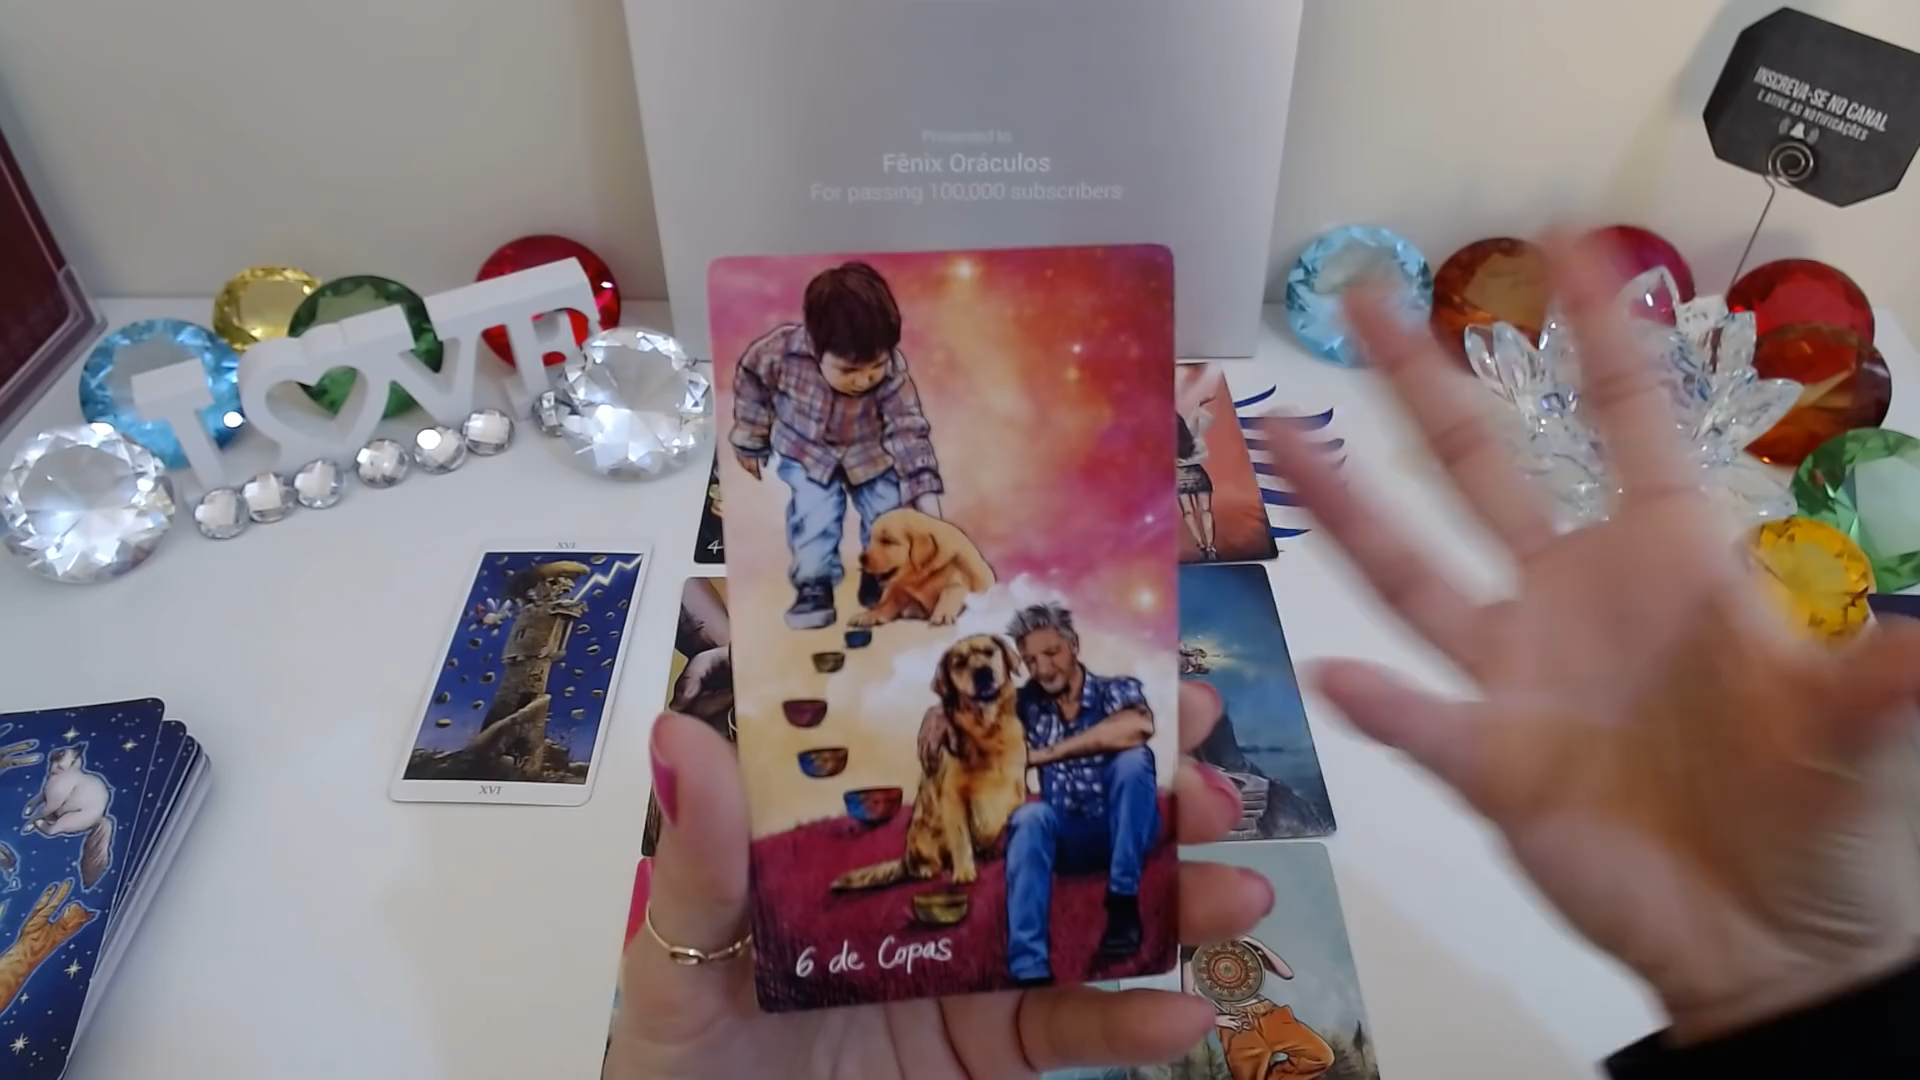 Presented to
Fênix Oráculos
For passing 100,000 subscribers
INSCREVA-SE NO CANAL
E ATIVE AS NOTIFICAÇÕES
LOVE
4
XVI
XVI
6 de Copas